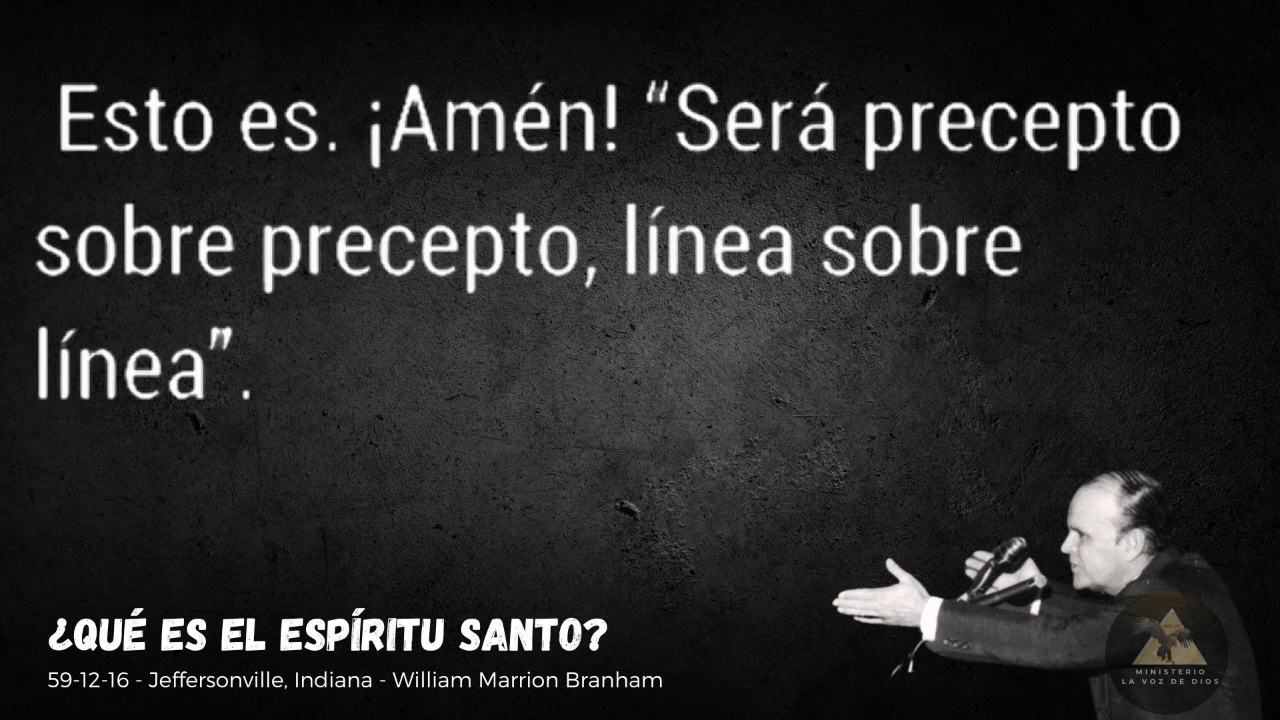 Esto es. ¡Amén! “Será precepto
sobre precepto, línea sobre
línea”.
¿QUÉ ES EL ESPÍRITU SANTO?
59-12-16 - Jeffersonville, Indiana - William Marrion Branham
MINISTERIO
LA VOZ DE DIOS